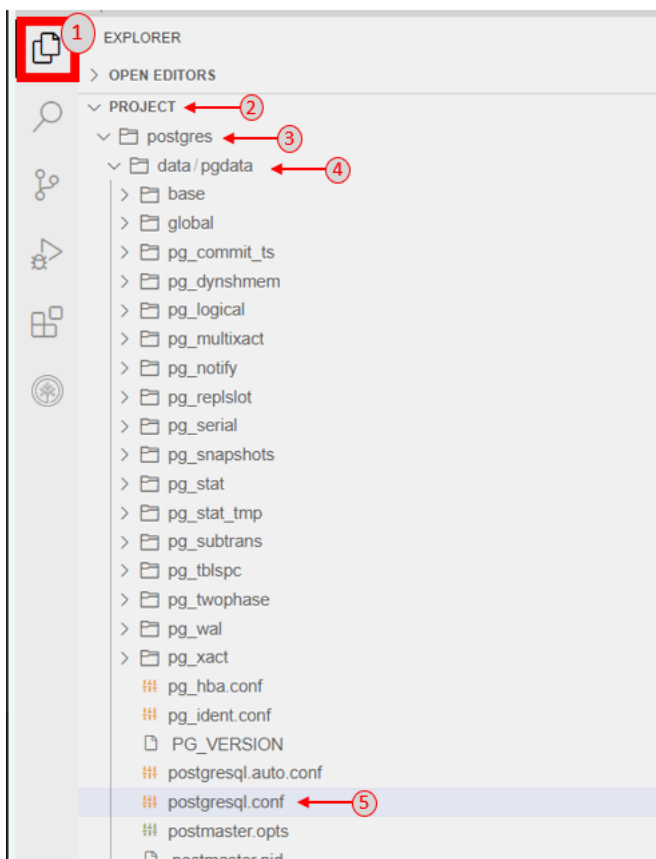 1
EXPLORER
OPEN EDITORS
PROJECT 2
postgres 3
data/pgdata 4
base
global
pg_commit_ts
pg_dynshmem
pg_logical
pg_multixact
pg_notify
pg_replslot
pg_serial
pg_snapshots
pg_stat
pg_stat_tmp
pg_subtrans
pg_tblspc
pg_twophase
pg_wal
pg_xact
pg_hba.conf
pg_ident.conf
PG_VERSION
postgresql.auto.conf
postgresql.conf 5
postmaster.opts
postmaster.pid